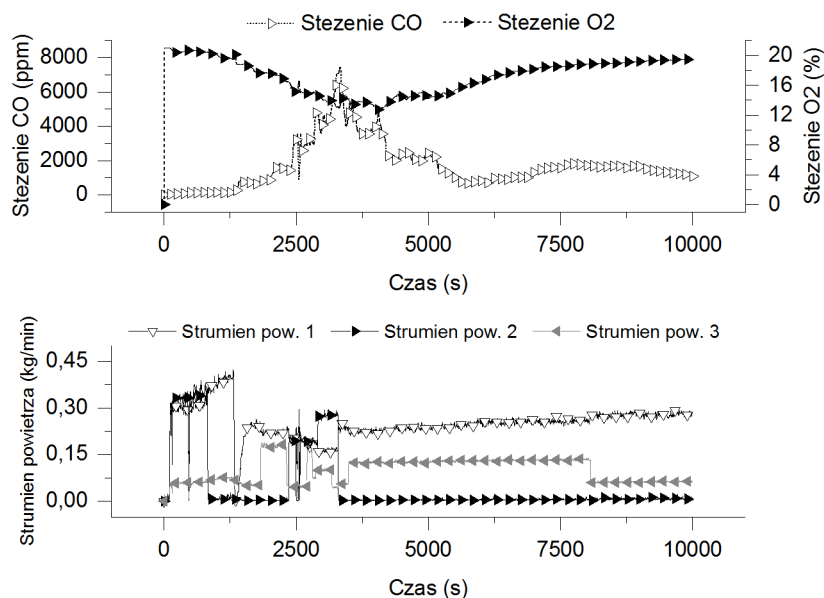 Stezenie CO Stezenie O2
Stezenie CO (ppm)
8000
6000
4000
2000
0
20
16
12
8
4
0
Stezenie O2 (%)
0 2500 5000 7500 10000
Czas (s)
Strumien pow. 1 Strumien pow. 2 Strumien pow. 3
Strumien powietrza (kg/min)
0,45
0,30
0,15
0,00
0 2500 5000 7500 10000
Czas (s)